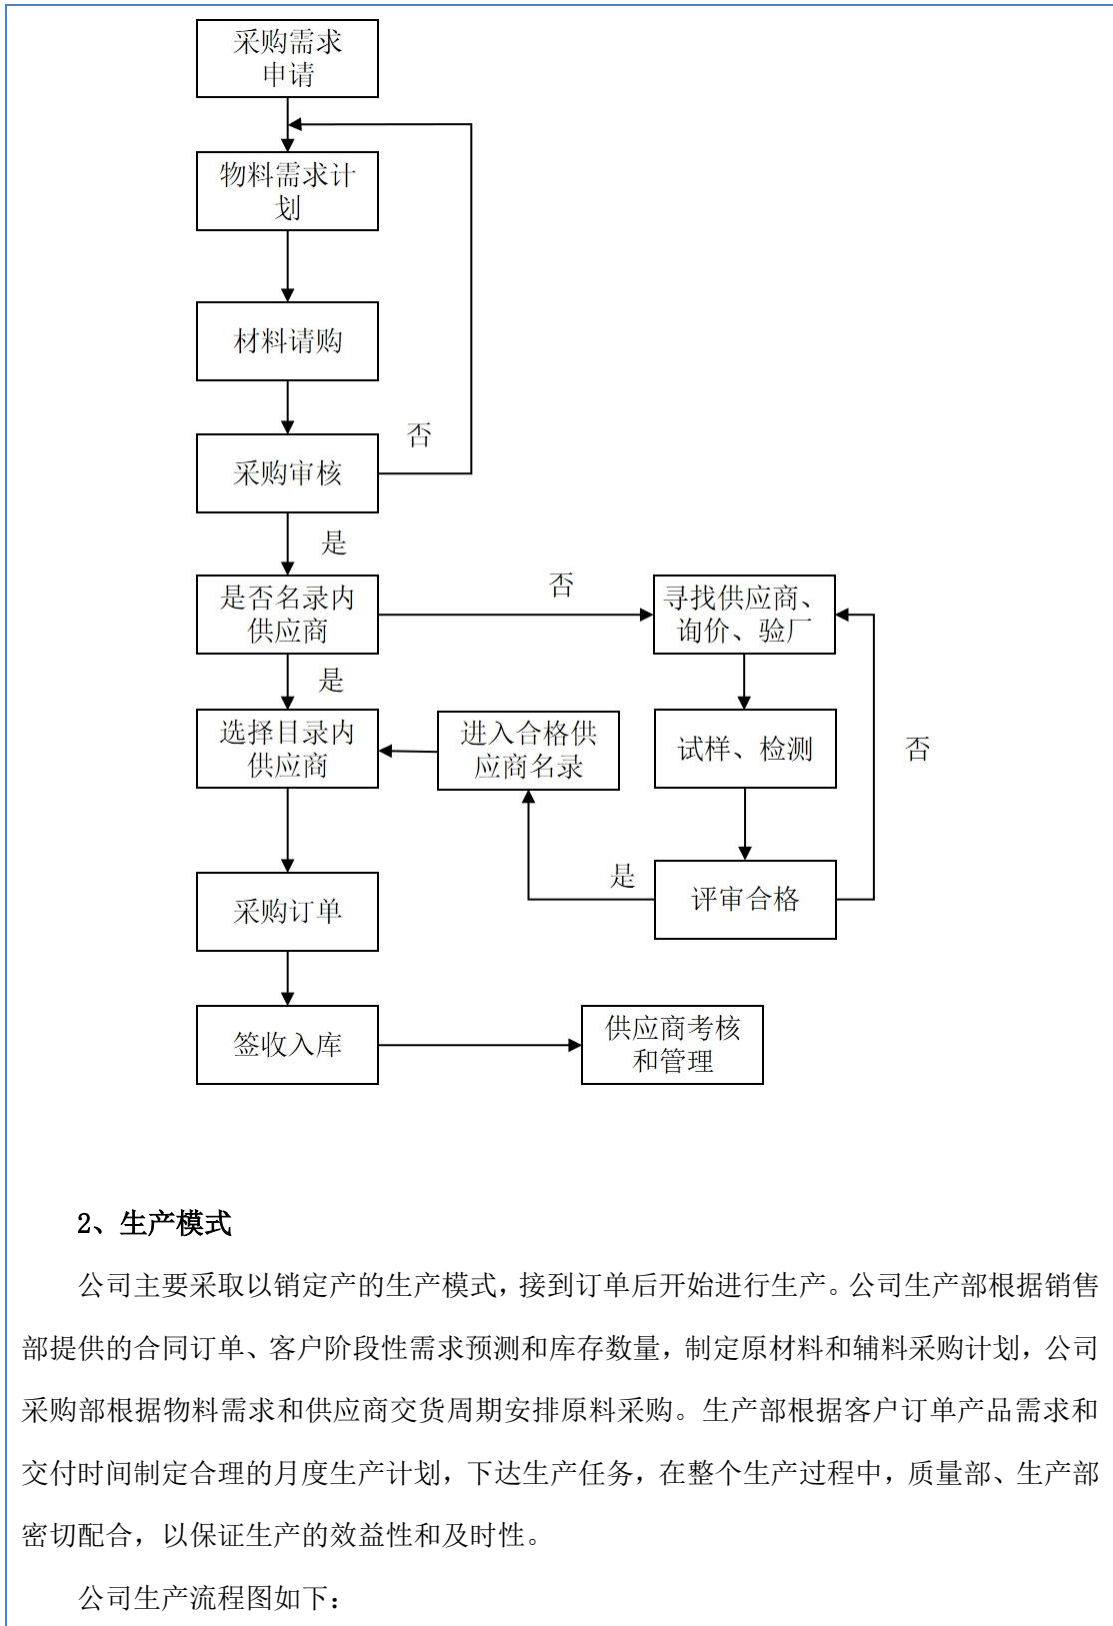 采购需求
申请
物料需求计
划
材料请购
否
采购审核
是
是否名录内
供应商
否
寻找供应商、
询价、验厂
是
选择目录内
供应商
进入合格供
应商名录
试样、检测
否
是
评审合格
采购订单
签收入库
供应商考核
和管理
2、生产模式
公司主要采取以销定产的生产模式，接到订单后开始进行生产。公司生产部根据销售
部提供的合同订单、客户阶段性需求预测和库存数量，制定原材料和辅料采购计划，公司
采购部根据物料需求和供应商交货周期安排原料采购。生产部根据客户订单产品需求和
交付时间制定合理的月度生产计划，下达生产任务，在整个生产过程中，质量部、生产部
密切配合，以保证生产的效益性和及时性。
公司生产流程图如下：